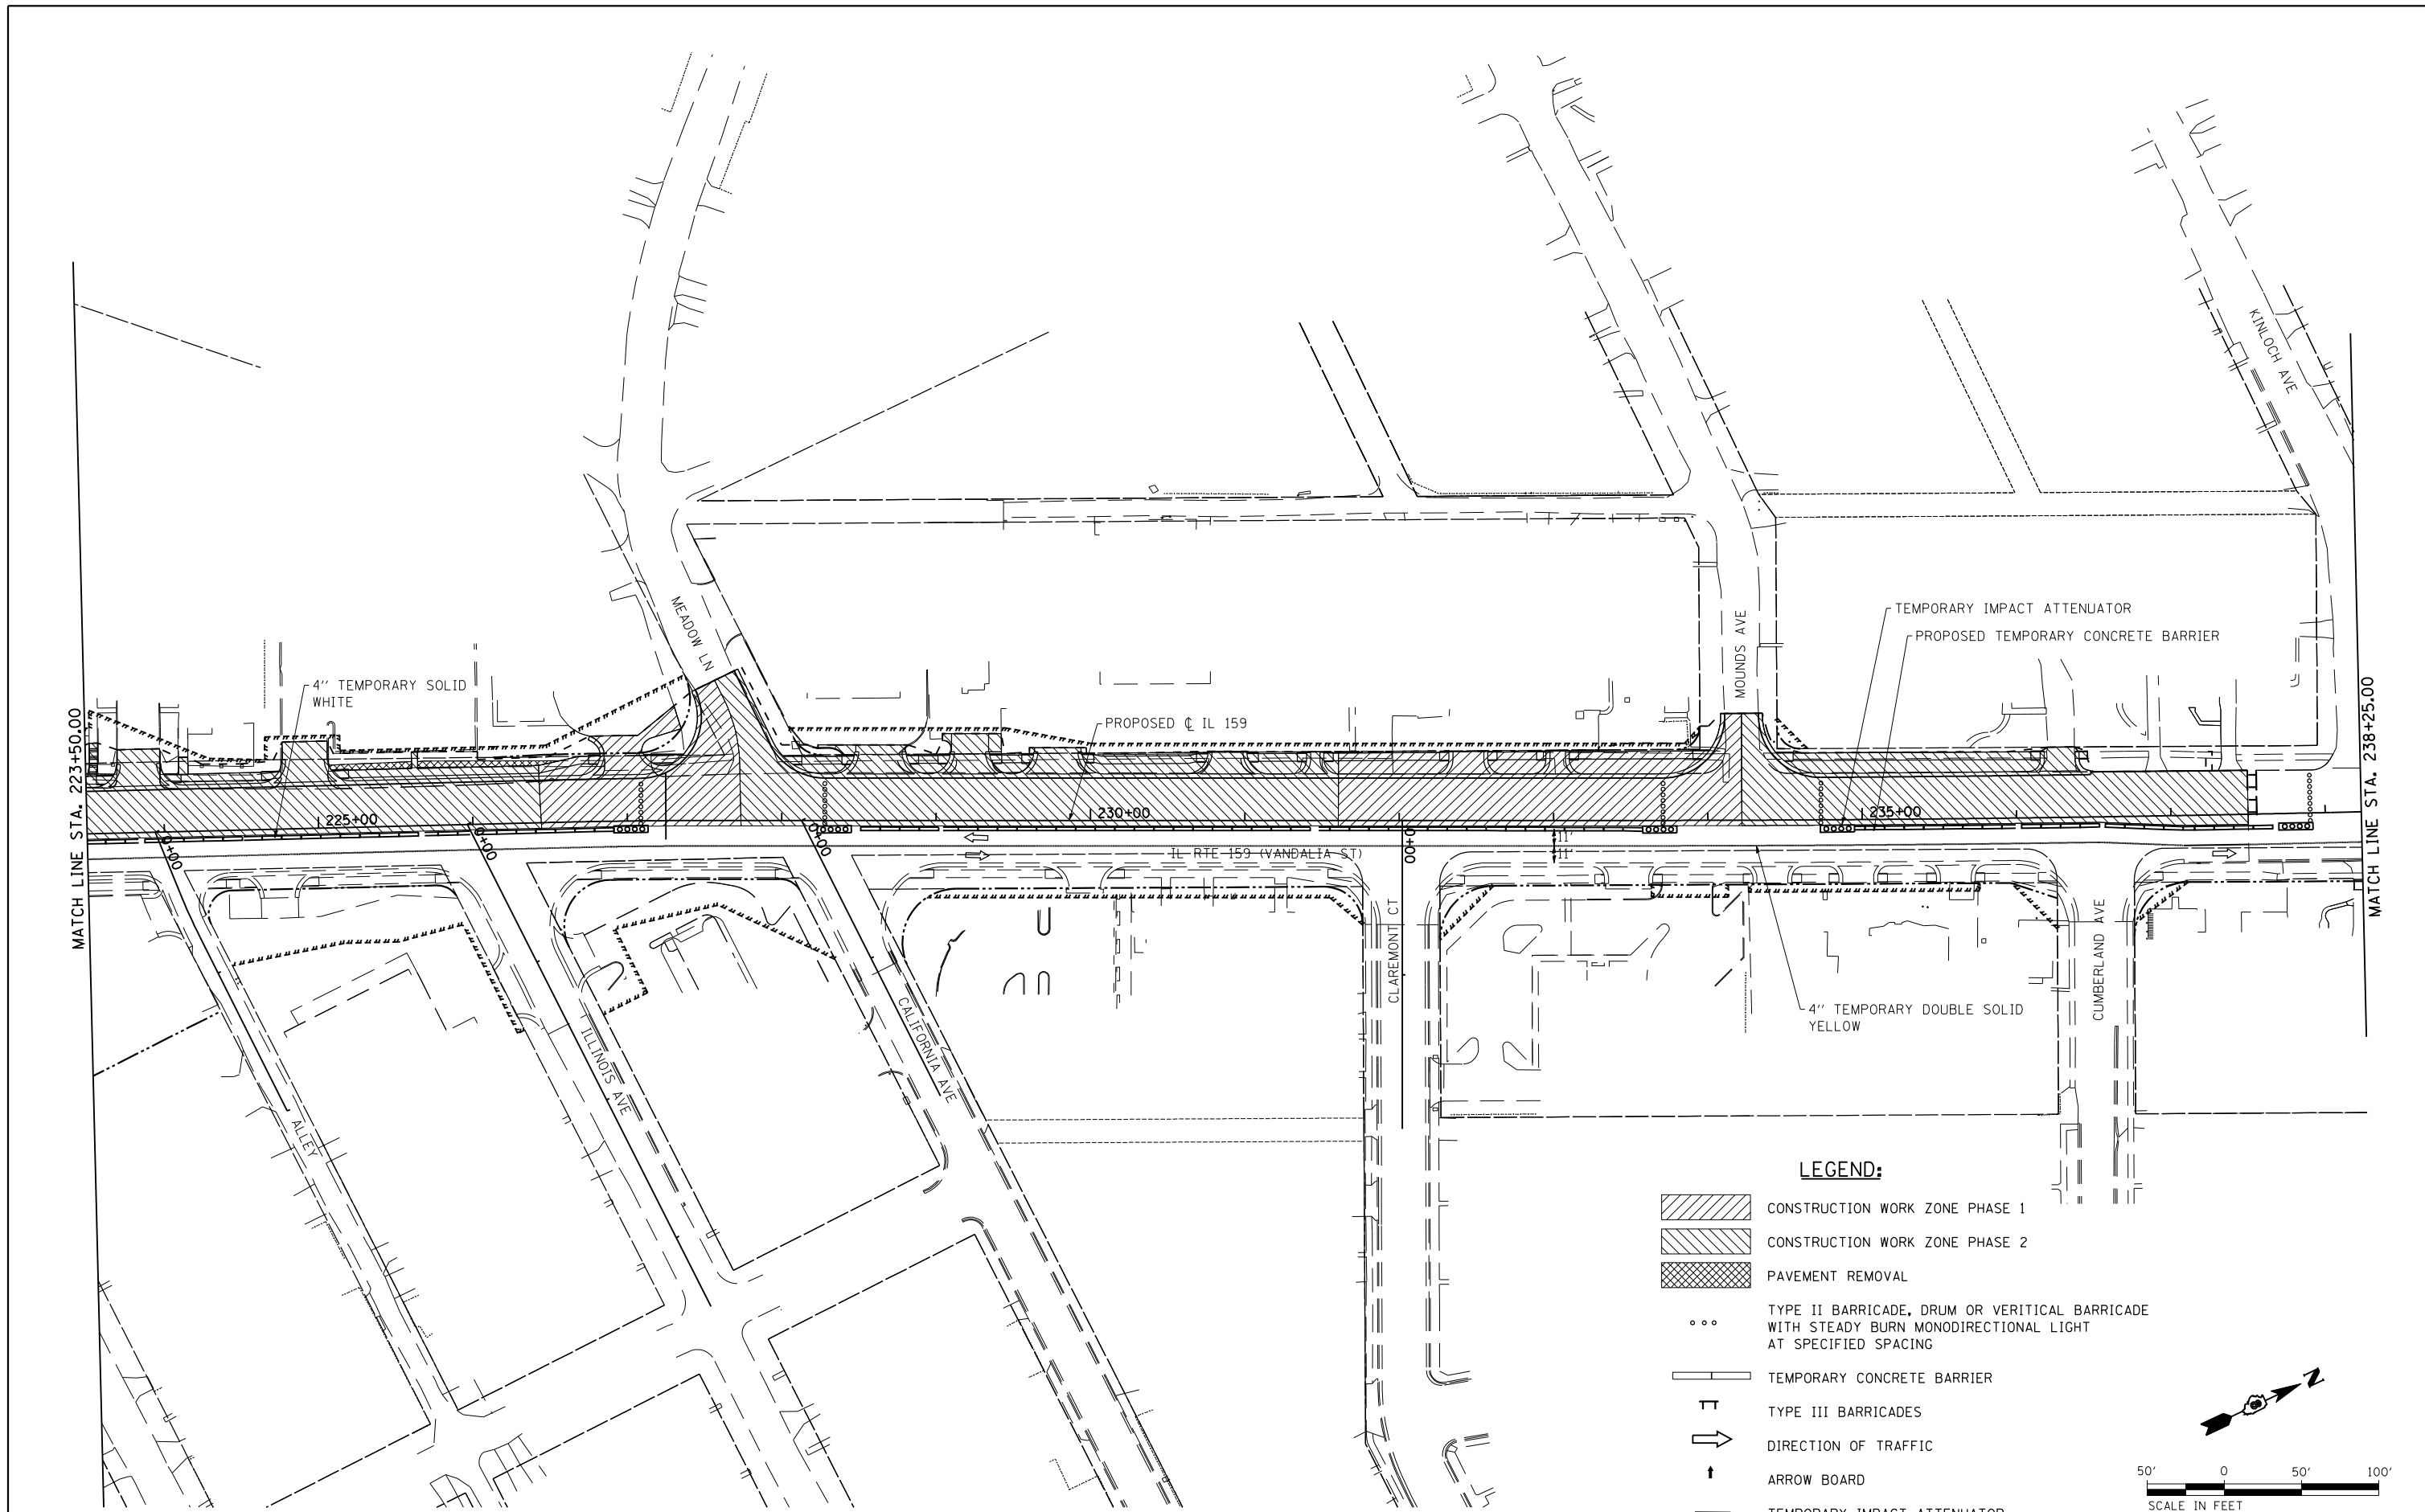 KINLOCH AVE
MEADOW LN
MOUNDS AVE
TEMPORARY IMPACT ATTENUATOR
PROPOSED TEMPORARY CONCRETE BARRIER
4'' TEMPORARY SOLID
WHITE
PROPOSED ℄ IL 159
MATCH LINE STA. 223+50.00
MATCH LINE STA. 238+25.00
225+00
230+00
235+00
0+00
0+00
0+00
0+00
11'
11'
IL RTE 159 (VANDALIA ST)
4'' TEMPORARY DOUBLE SOLID
YELLOW
ALLEY
ILLINOIS AVE
CALIFORNIA AVE
CLAREMONT CT
CUMBERLAND AVE
LEGEND:
CONSTRUCTION WORK ZONE PHASE 1
CONSTRUCTION WORK ZONE PHASE 2
PAVEMENT REMOVAL
TYPE II BARRICADE, DRUM OR VERITICAL BARRICADE
WITH STEADY BURN MONODIRECTIONAL LIGHT
AT SPECIFIED SPACING
TEMPORARY CONCRETE BARRIER
TYPE III BARRICADES
DIRECTION OF TRAFFIC
ARROW BOARD
TEMPORARY IMPACT ATTENUATOR
N
50' 0 50' 100'
SCALE IN FEET